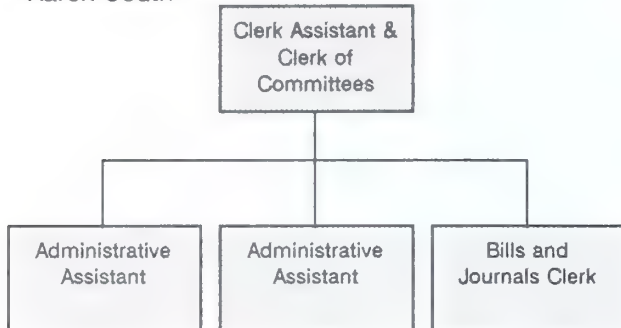 Clerk Assistant &
Clerk of
Committees
Administrative
Assistant
Administrative
Assistant
Bills and
Journals Clerk